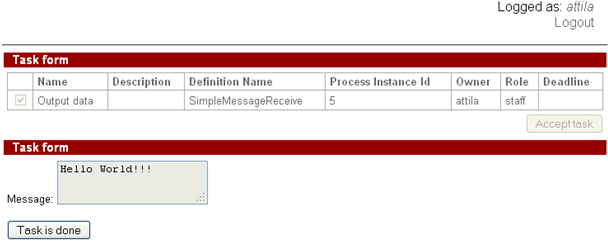 Logged as: attila
Logout
Task form
Name Description Definition Name Process Instance Id Owner Role Deadline
Output data SimpleMessageReceive 5 attila staff
Accept task
Task form
Hello World!!!
Message:
Task is done